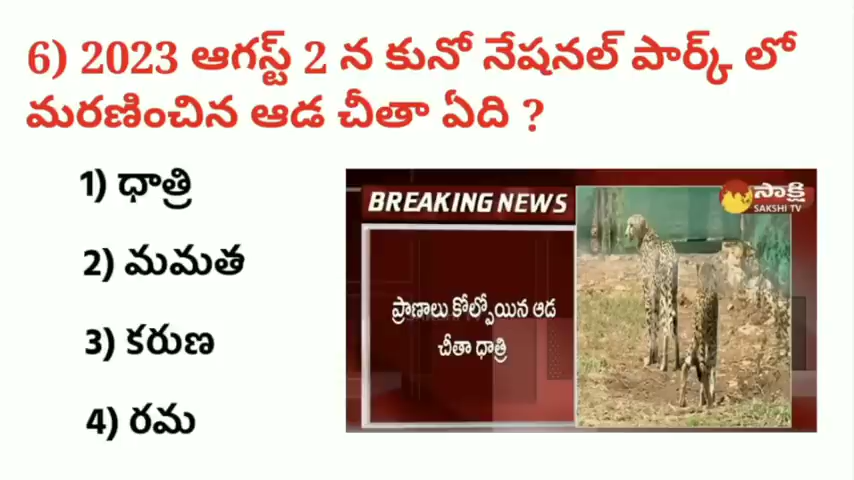 6) 2023 ఆగస్ట్ 2 న కునో నేషనల్ పార్క్ లో
మరణించిన ఆడ చీతా ఏది ?
1) ధాత్రి
2) మమత
3) కరుణ
4) రమ
BREAKING NEWS
సాక్షి
SAKSHI TV
ప్రాణాలు కోల్పోయిన ఆడ
చీతా ధాత్రి